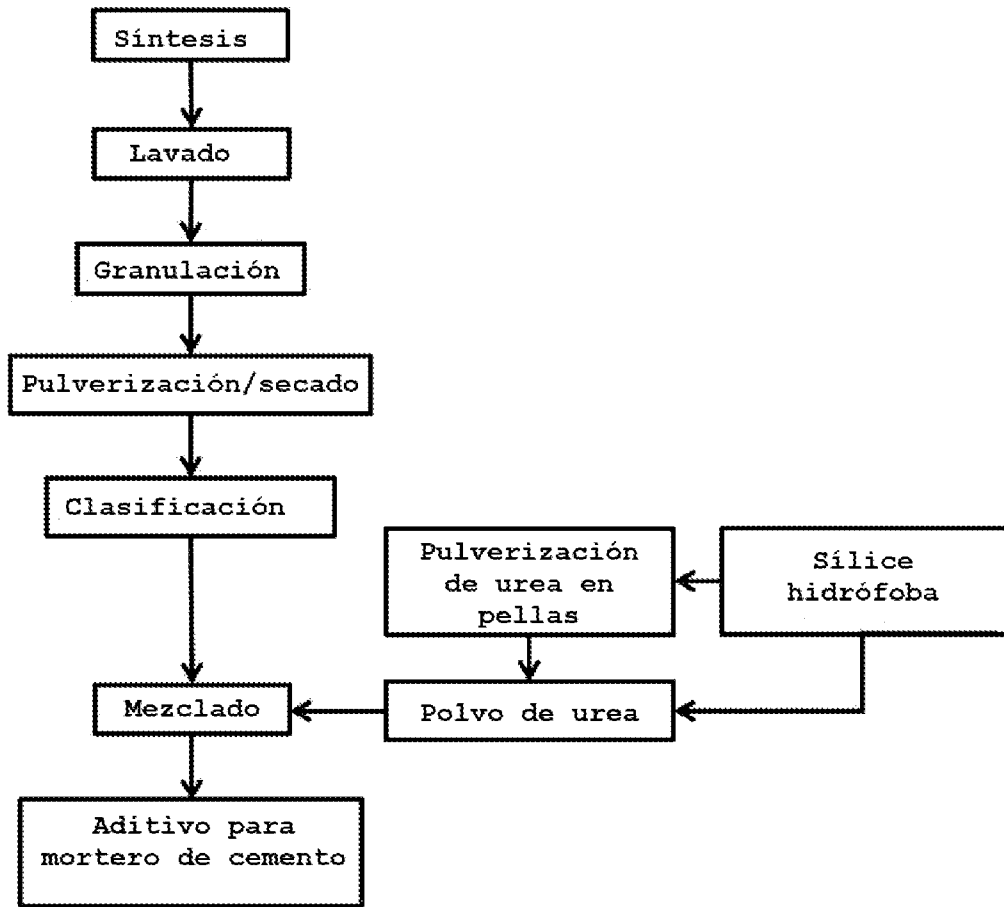 Síntesis
Lavado
Granulación
Pulverización/secado
Clasificación
Pulverización
de urea en
pellas
Sílice
hidrófoba
Mezclado
Polvo de urea
Aditivo para
mortero de cemento